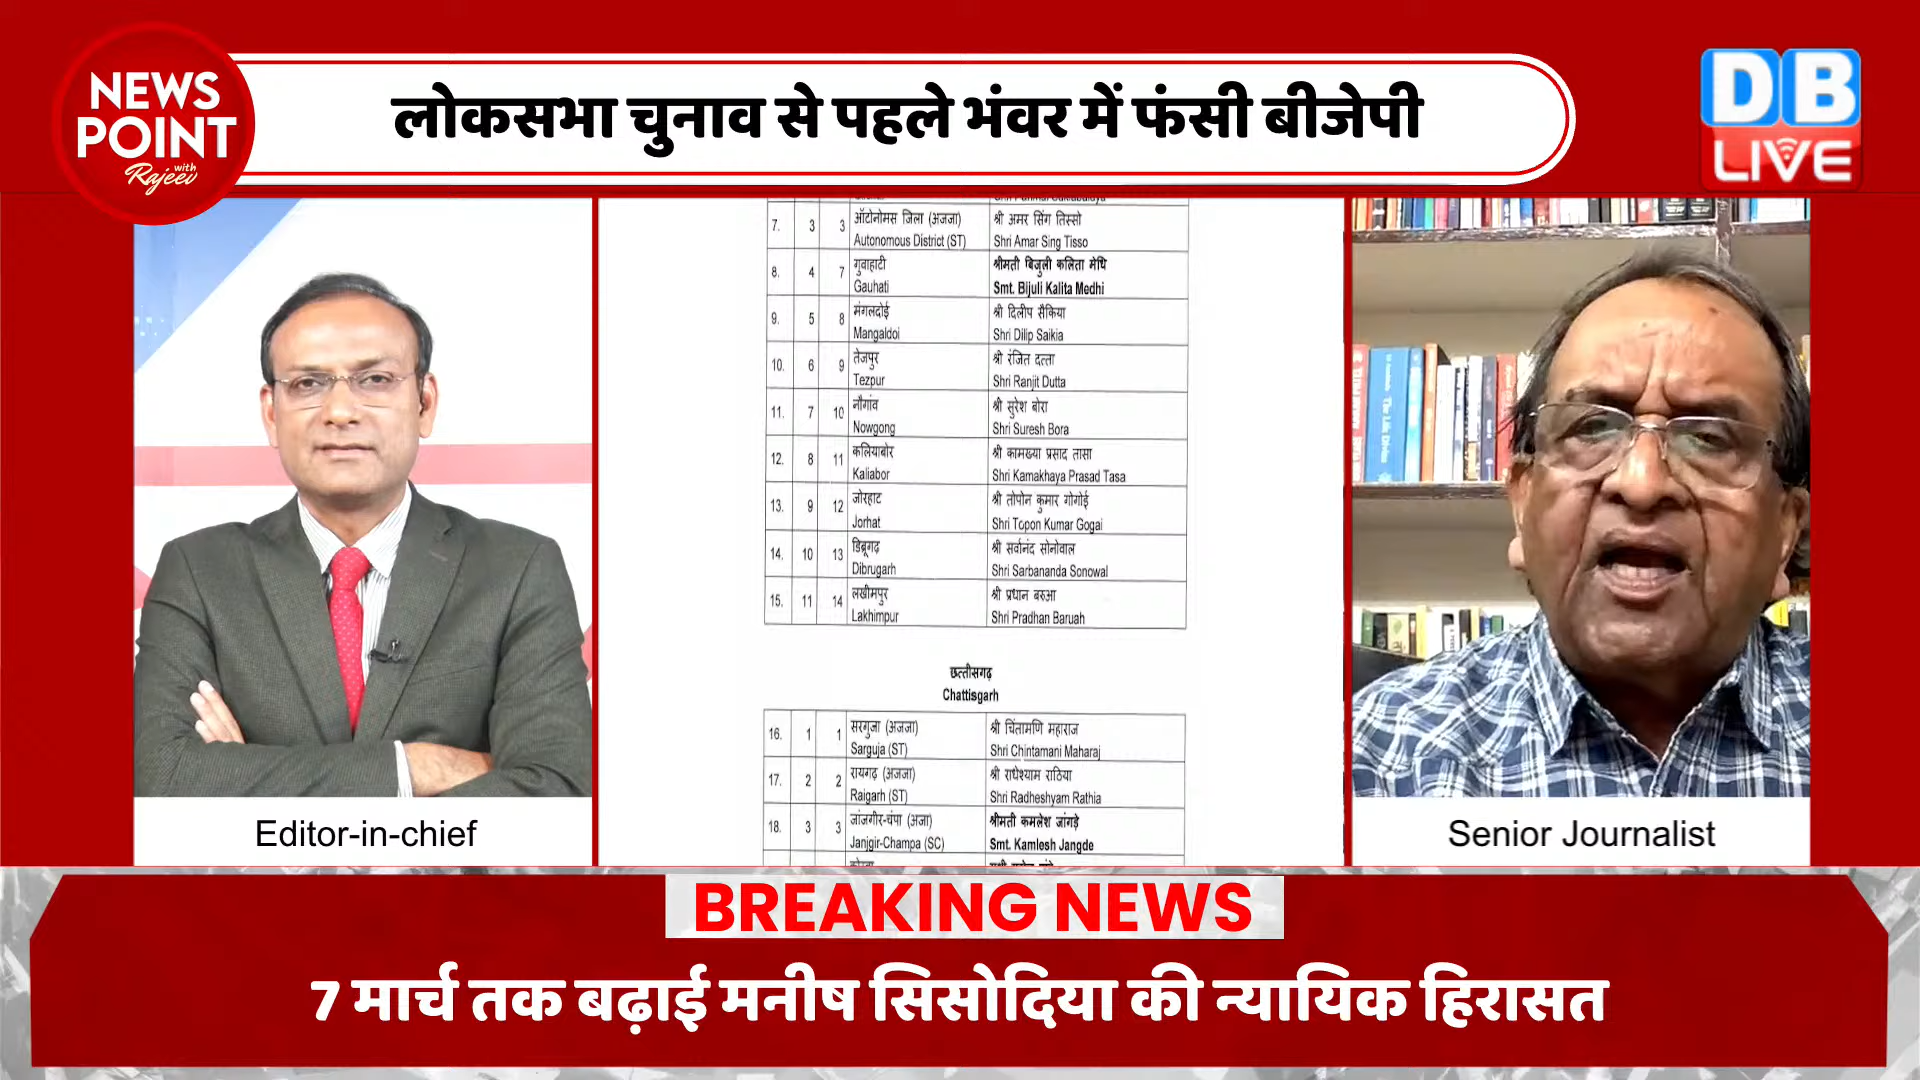 NEWS
POINT
with
Rajeev
लोकसभा चुनाव से पहले भंवर में फंसी बीजेपी
DB
LIVE
7. 3 3 ऑटोनोमस जिला (अजजा) श्री अमर सिंग तिस्सो
Autonomous District (ST) Shri Amar Sing Tisso
8. 4 7 गुवाहाटी श्रीमती बिजुली कलिता मेधि
Gauhati Smt. Bijuli Kalita Medhi
9. 5 8 मंगलदोई श्री दिलीप सैकिया
Mangaldoi Shri Dilip Saikia
10. 6 9 तेजपुर श्री रंजित दत्ता
Tezpur Shri Ranjit Dutta
11. 7 10 नौगांव श्री सुरेश बोरा
Nowgong Shri Suresh Bora
12. 8 11 कलियाबोर श्री कामख्या प्रसाद तासा
Kaliabor Shri Kamakhaya Prasad Tasa
13. 9 12 जोरहाट श्री तोपोन कुमार गोगोई
Jorhat Shri Topon Kumar Gogai
14. 10 13 डिब्रूगढ़ श्री सर्वानंद सोनोवाल
Dibrugarh Shri Sarbananda Sonowal
15. 11 14 लखीमपुर श्री प्रधान बरुआ
Lakhimpur Shri Pradhan Baruah
छत्तीसगढ़
Chattisgarh
16. 1 1 सरगुजा (अजजा) श्री चिंतामणि महाराज
Sarguja (ST) Shri Chintamani Maharaj
17. 2 2 रायगढ़ (अजजा) श्री राधेश्याम राठिया
Raigarh (ST) Shri Radheshyam Rathia
18. 3 3 जांजगीर-चंपा (अजा) श्रीमती कमलेश जांगड़े
Janjgir-Champa (SC) Smt. Kamlesh Jangde
Editor-in-chief
Senior Journalist
BREAKING NEWS
7 मार्च तक बढ़ाई मनीष सिसोदिया की न्यायिक हिरासत